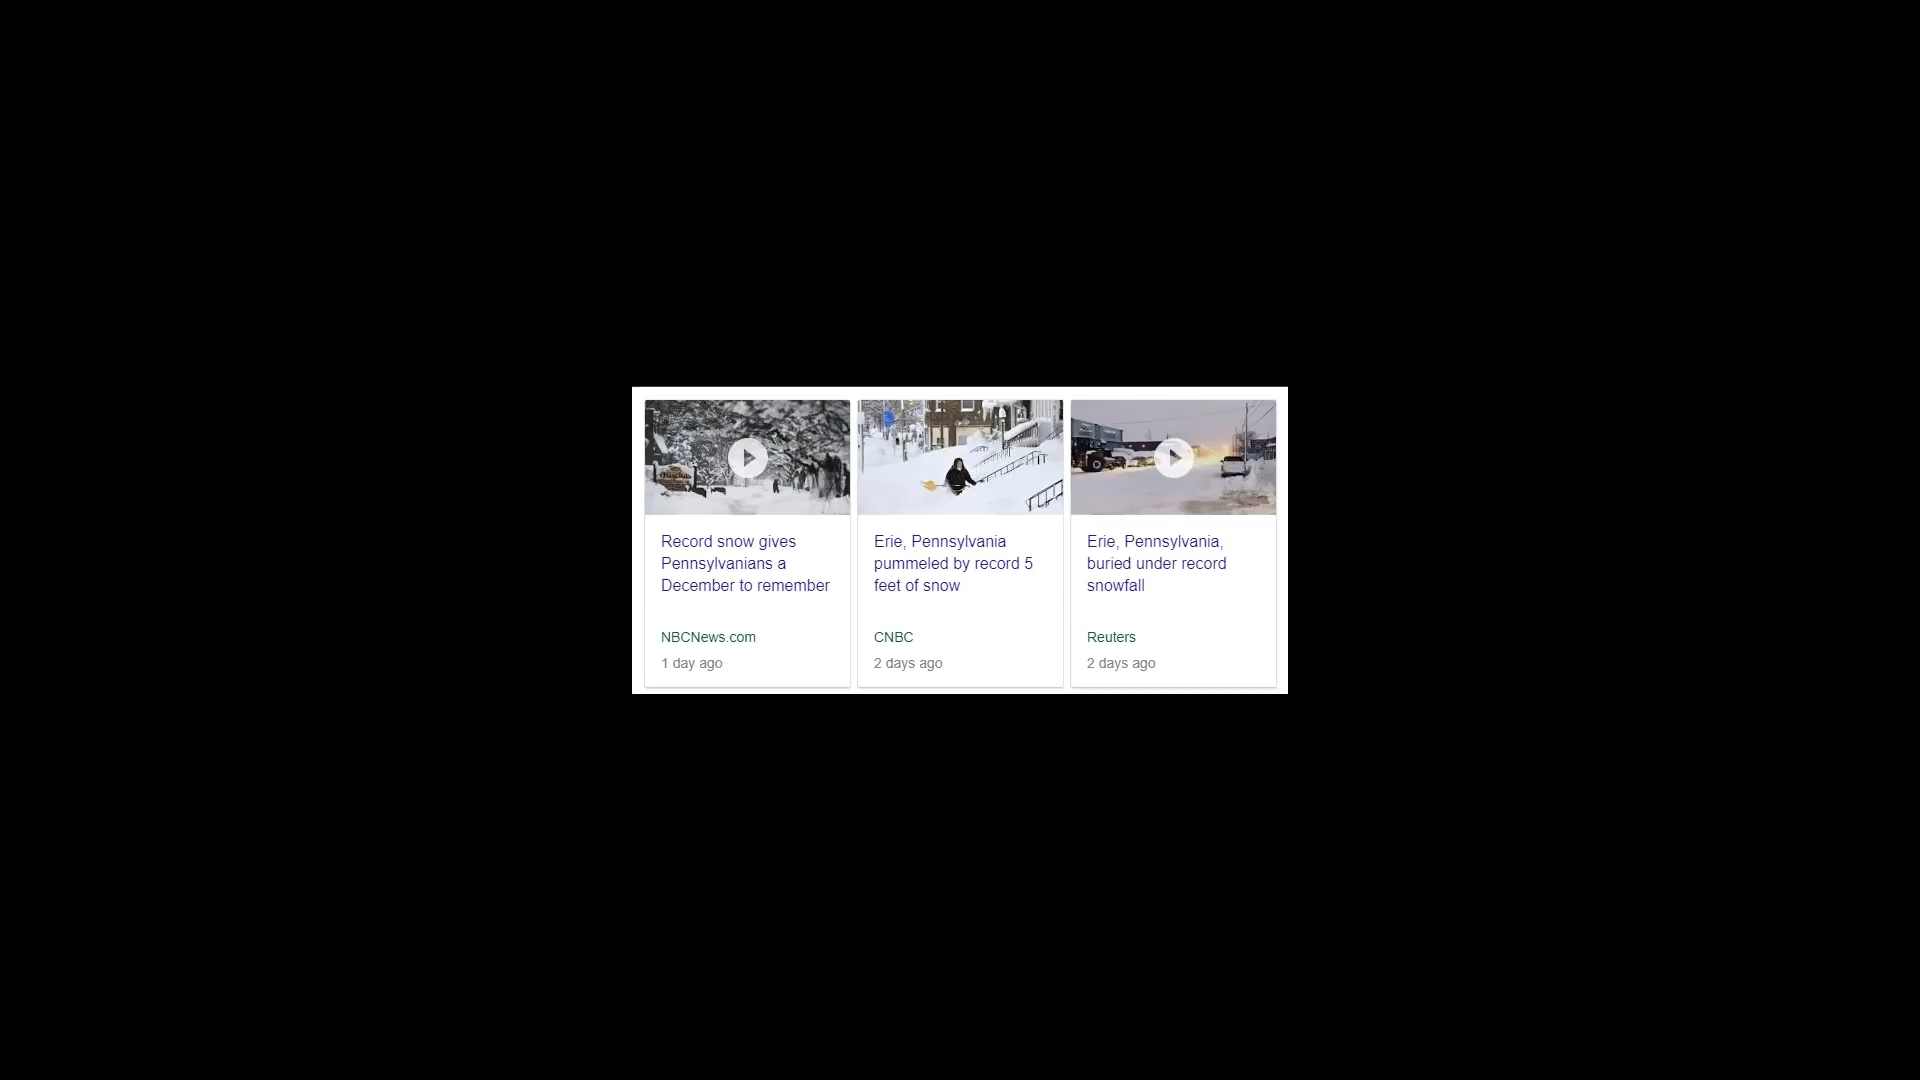 Record snow gives
Pennsylvanians a
December to remember
NBCNews.com
1 day ago
Erie, Pennsylvania
pummeled by record 5
feet of snow
CNBC
2 days ago
Erie, Pennsylvania,
buried under record
snowfall
Reuters
2 days ago